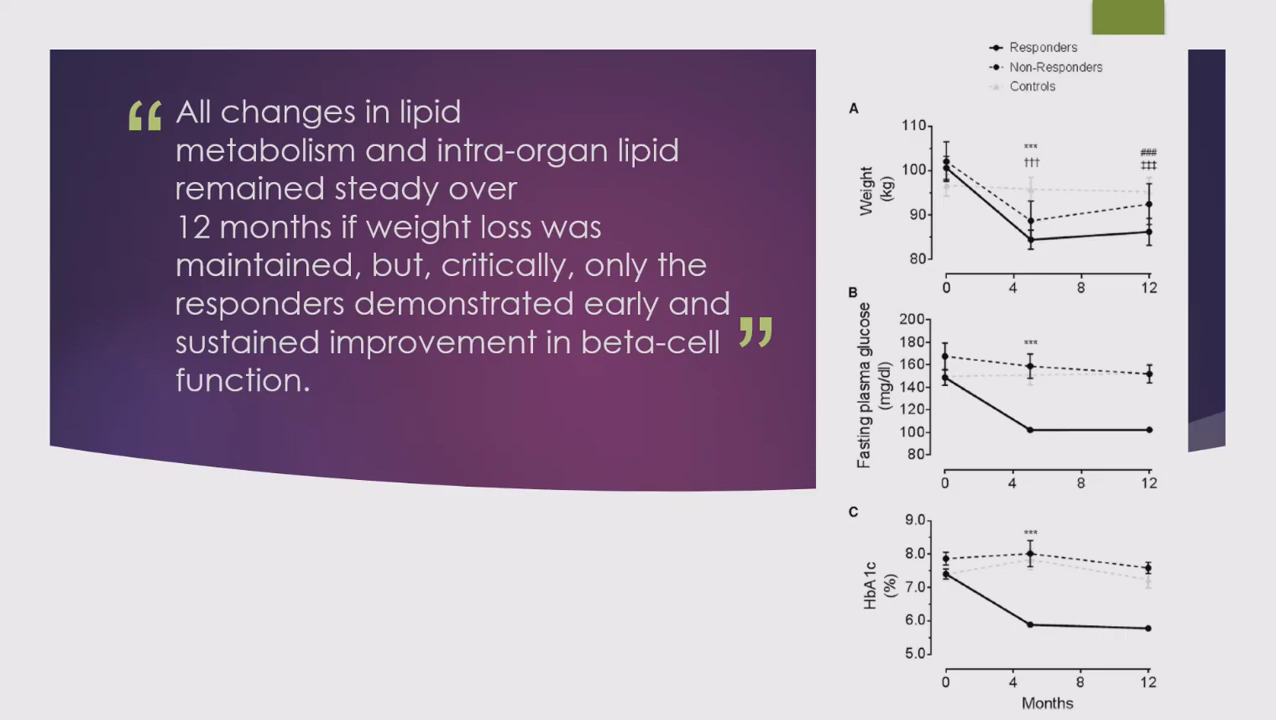 “ All changes in lipid
metabolism and intra-organ lipid
remained steady over
12 months if weight loss was
maintained, but, critically, only the
responders demonstrated early and
sustained improvement in beta-cell ”
function.
Responders
Non-Responders
Controls
A
110
100
90
80
Weight
(kg)
***
†††
###
‡‡‡
0 4 8 12
B
200
180
160
140
120
100
80
Fasting plasma glucose
(mg/dl)
***
0 4 8 12
C
9.0
8.0
7.0
6.0
5.0
HbA1c
(%)
***
0 4 8 12
Months